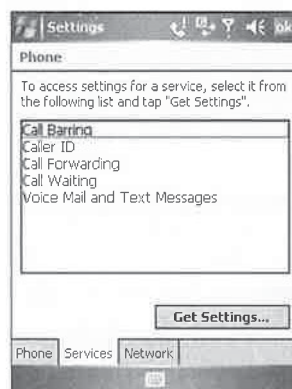 Settings ok
Phone
To access settings for a service, select it from
the following list and tap "Get Settings".
Call Barring
Caller ID
Call Forwarding
Call Waiting
Voice Mail and Text Messages
Get Settings...
Phone Services Network